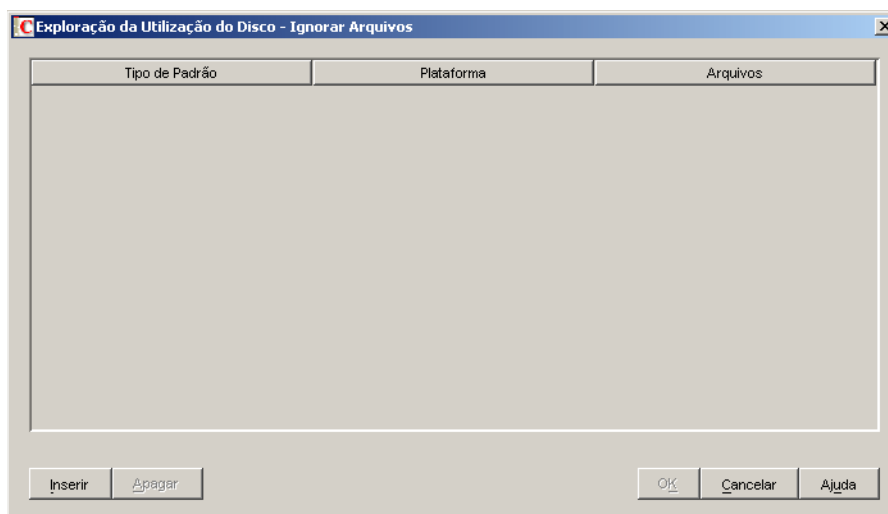 Exploração da Utilização do Disco - Ignorar Arquivos
Tipo de Padrão Plataforma Arquivos
Inserir Apagar OK Cancelar Ajuda